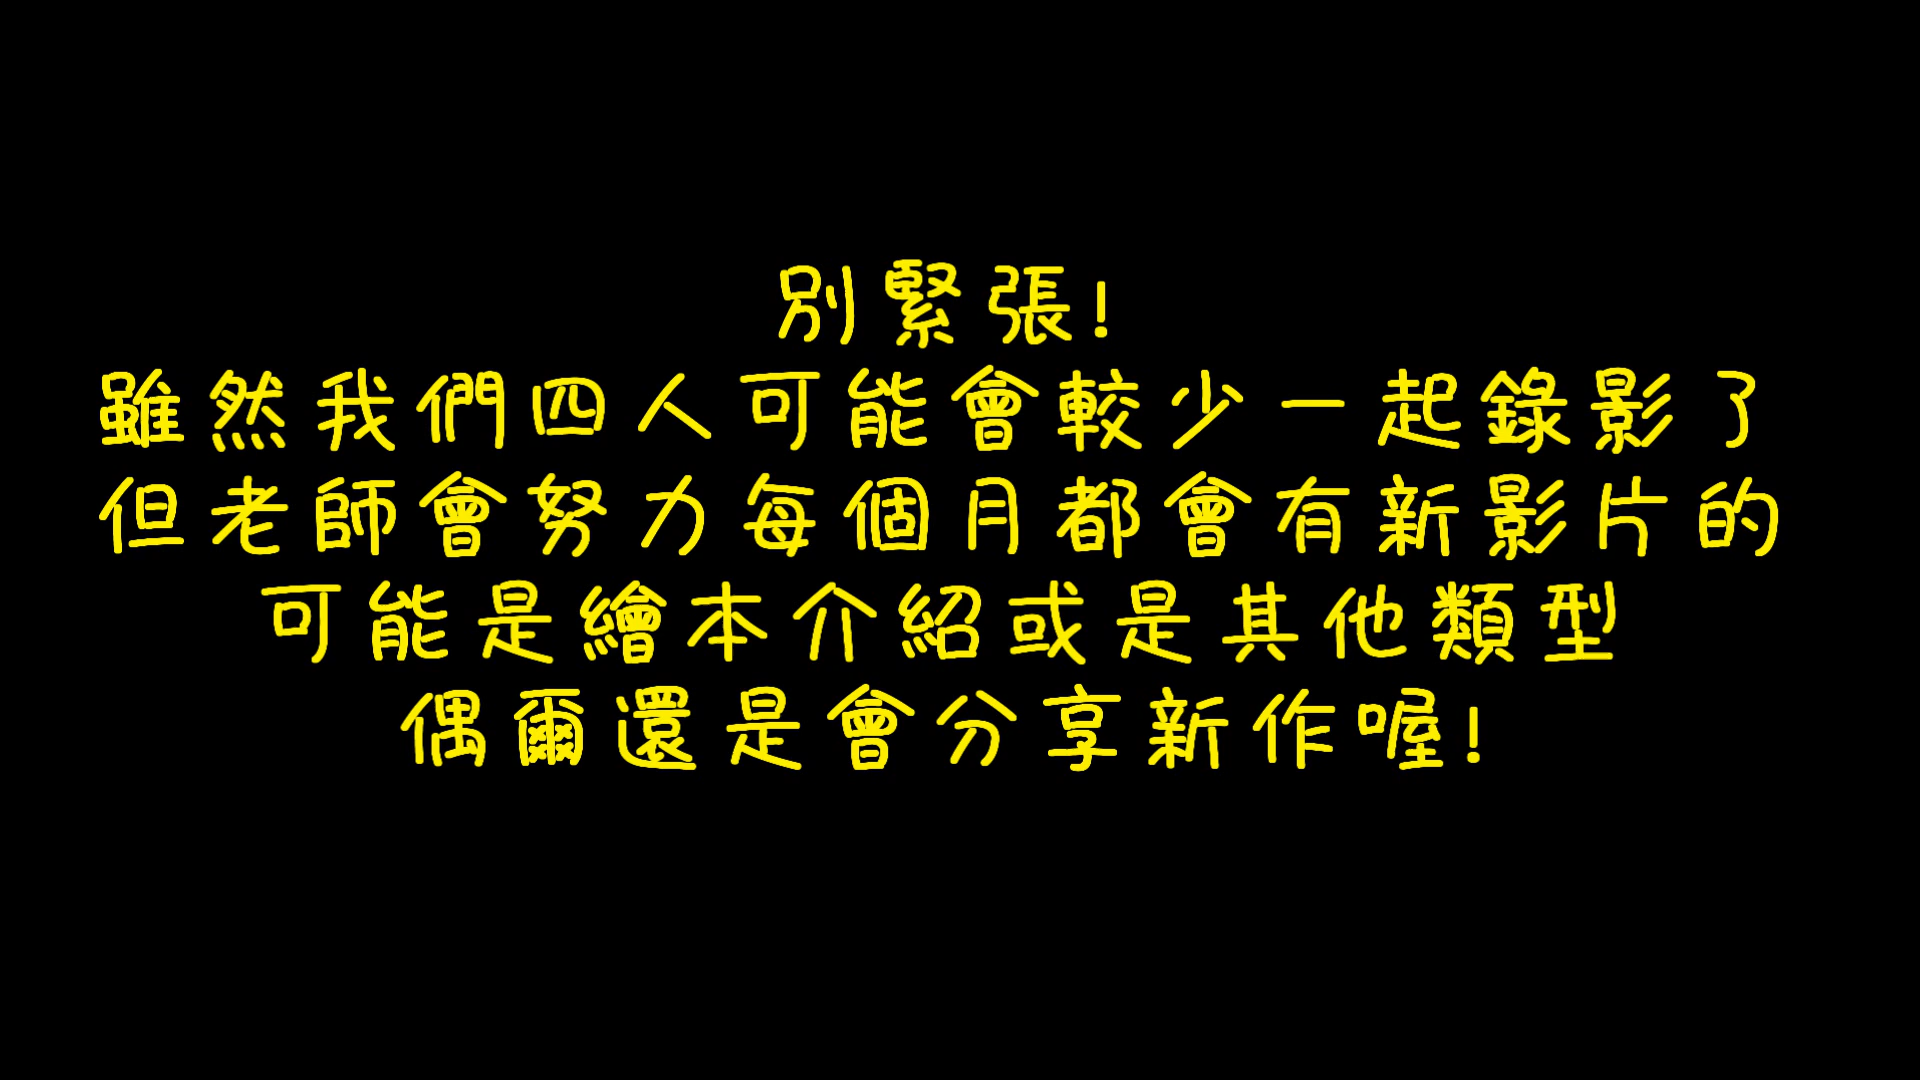 別緊張!
雖然我們四人可能會較少一起錄影了
但老師會努力每個月都會有新影片的
可能是繪本介紹或是其他類型
偶爾還是會分享新作喔!